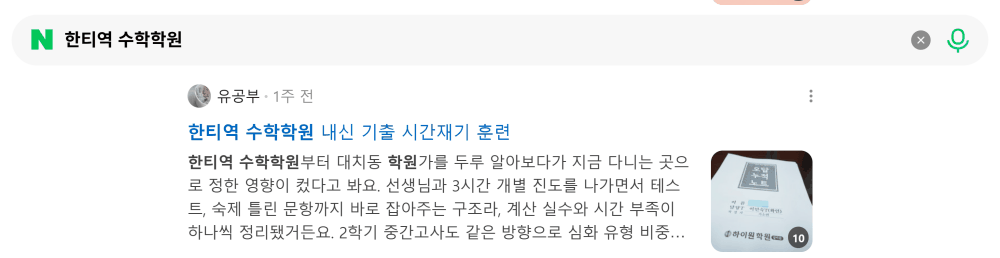 한티역 수학학원
유공부 · 1주 전
한티역 수학학원 내신 기출 시간재기 훈련
한티역 수학학원부터 대치동 학원가를 두루 알아보다가 지금 다니는 곳으
로 정한 영향이 컸다고 봐요. 선생님과 3시간 개별 진도를 나가면서 테스
트, 숙제 틀린 문항까지 바로 잡아주는 구조라, 계산 실수와 시간 부족이
하나씩 정리됐거든요. 2학기 중간고사도 같은 방향으로 심화 유형 비중...
오답
누적
노트
하이원학원
10